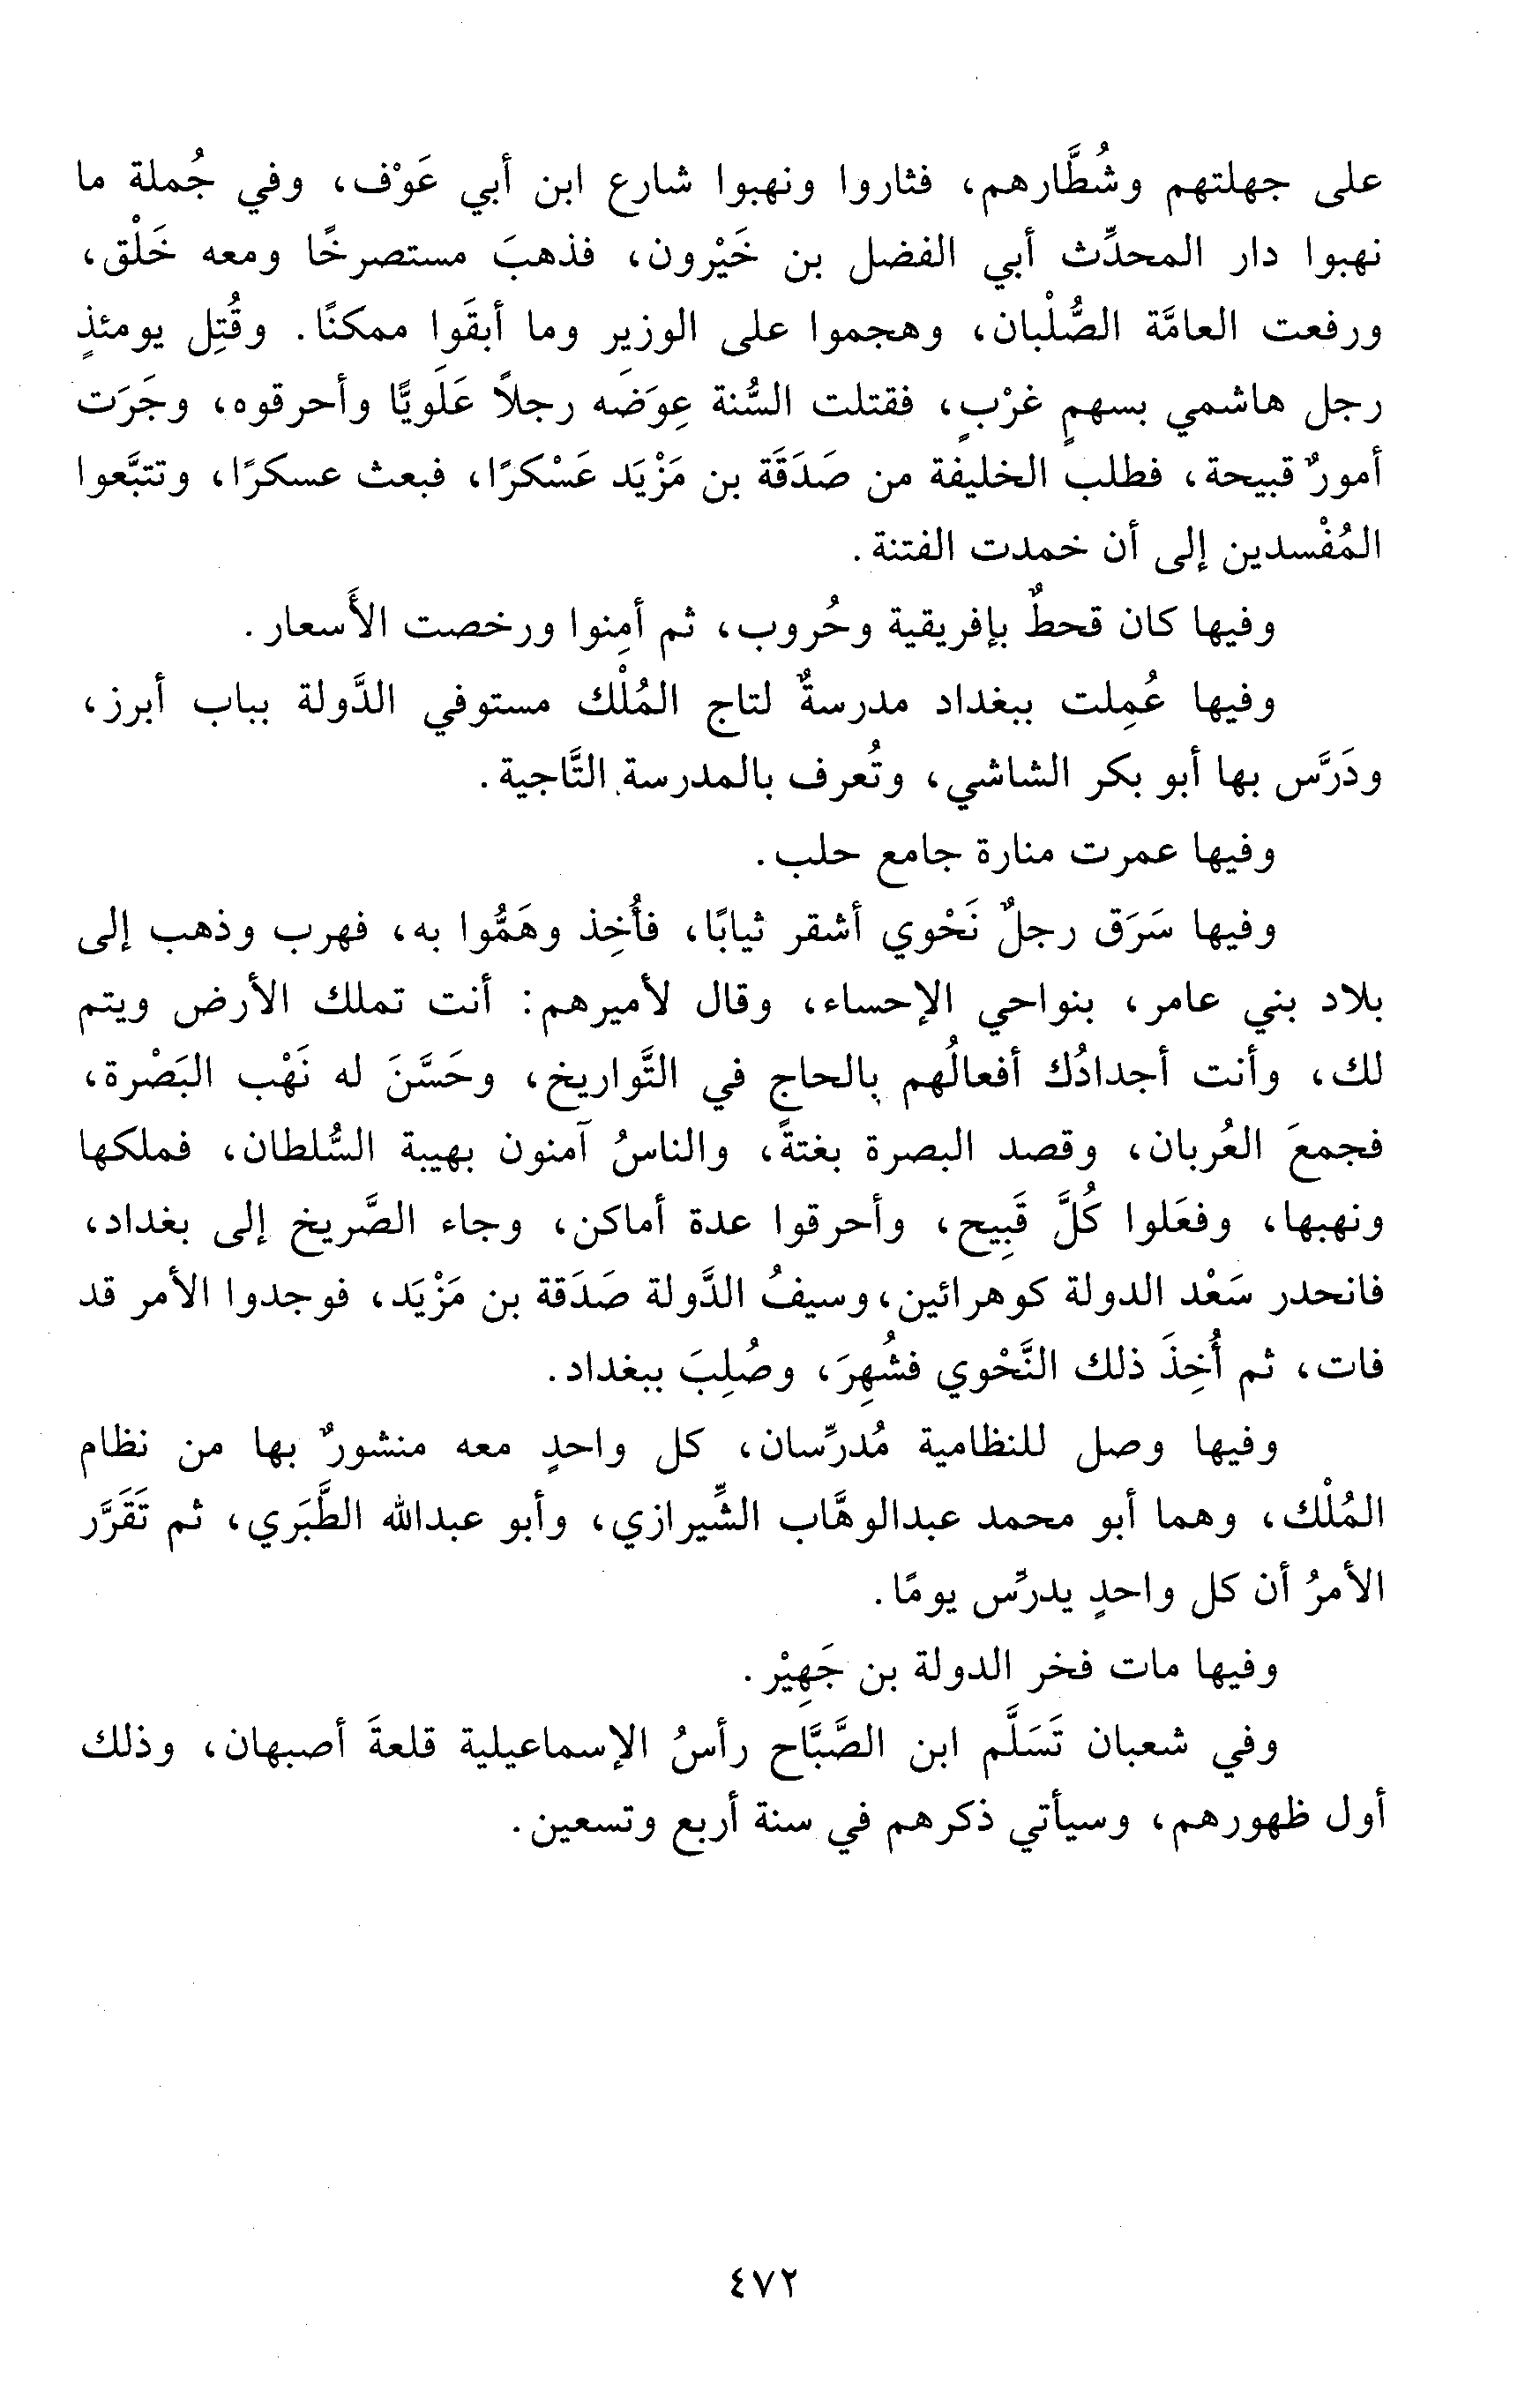 على جهلتهم وشُطَّارهم، فثاروا ونهبوا شارع ابن أبي عَوْف، وفي جُملة ما
نهبوا دار المحدِّث أبي الفضل بن خَيْرون، فذهبَ مستصرخًا ومعه خَلْق،
ورفعت العامَّة الصُّلْبان، وهجموا على الوزير وما أبقَوا ممكنًا. وقُتِل يومئذٍ
رجل هاشمي بسهمٍ غرْبٍ، فقتلت السُّنة عِوَضَه رجلاً عَلَويًّا وأحرقوه، وجَرَت
أمورٌ قبيحة، فطلب الخليفة من صَدَقَة بن مَزْيَد عَسْكرًا، فبعث عسكرًا، وتتبَّعوا
المُفْسدين إلى أن خمدت الفتنة.
وفيها كان قحطٌ بإفريقية وحُروب، ثم أمِنوا ورخصت الأَسعار.
وفيها عُمِلت ببغداد مدرسةٌ لتاج المُلْك مستوفي الدَّولة بباب أبرز،
ودَرَّس بها أبو بكر الشاشي، وتُعرف بالمدرسة التَّاجية.
وفيها عمرت منارة جامع حلب.
وفيها سَرَق رجلٌ نَحْوي أشقر ثيابًا، فأُخِذ وهَمُّوا به، فهرب وذهب إلى
بلاد بني عامر، بنواحي الإحساء، وقال لأميرهم: أنت تملك الأرض ويتم
لك، وأنت أجدادُك أفعالُهم بالحاج في التَّواريخ، وحَسَّنَ له نَهْب البَصْرة،
فجمعَ العُربان، وقصد البصرة بغتةً، والناسُ آمنون بهيبة السُّلطان، فملكها
ونهبها، وفعَلوا كُلَّ قَبِيح، وأحرقوا عدة أماكن، وجاء الصَّريخ إلى بغداد،
فانحدر سَعْد الدولة كوهرائين، وسيفُ الدَّولة صَدَقة بن مَزْيَد، فوجدوا الأمر قد
فات، ثم أُخِذَ ذلك النَّحْوي فشُهِرَ، وصُلِبَ ببغداد.
وفيها وصل للنظامية مُدرِّسان، كل واحدٍ معه منشورٌ بها من نظام
المُلْك، وهما أبو محمد عبدالوهَّاب الشِّيرازي، وأبو عبدالله الطَّبَري، ثم تَقَرَّر
الأمرُ أن كل واحدٍ يدرِّس يومًا.
وفيها مات فخر الدولة بن جَهِيْر.
وفي شعبان تَسَلَّم ابن الصَّبَّاح رأسُ الإسماعيلية قلعةَ أصبهان، وذلك
أول ظهورهم، وسيأتي ذكرهم في سنة أربع وتسعين.
٤٧٢